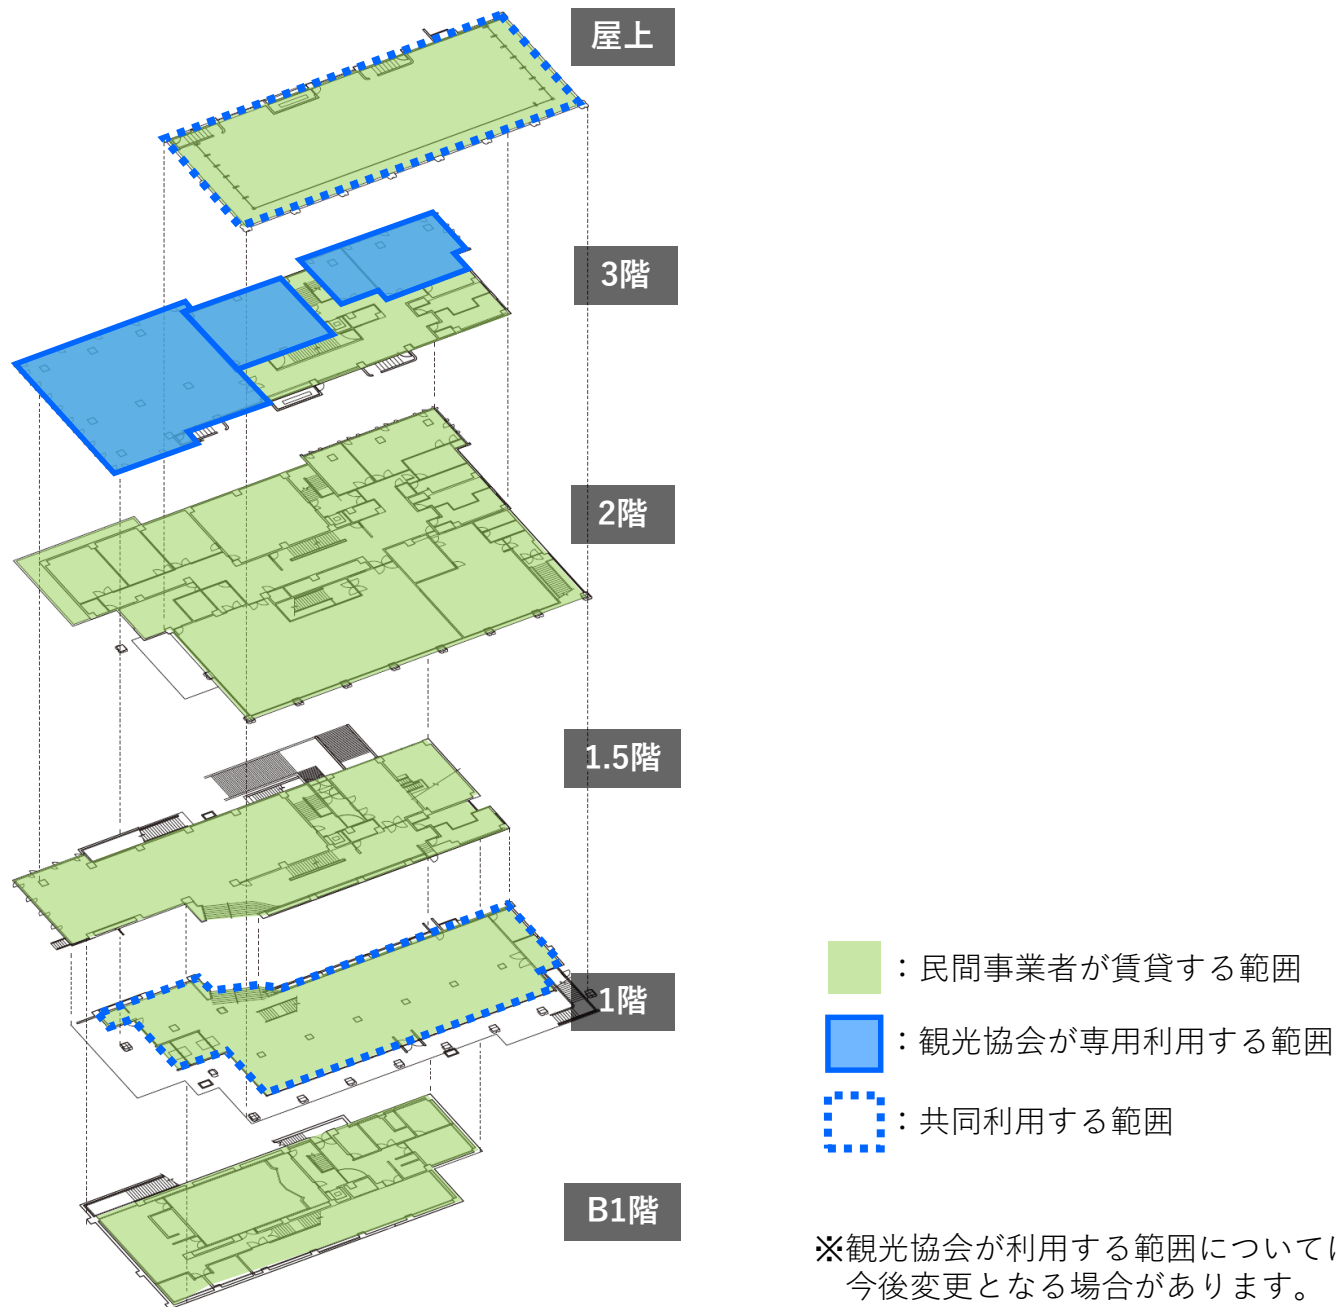 屋上
3階
2階
1.5階
1階
B1階
：民間事業者が賃貸する範囲
：観光協会が専用利用する範囲
：共同利用する範囲
※観光協会が利用する範囲については
今後変更となる場合があります。